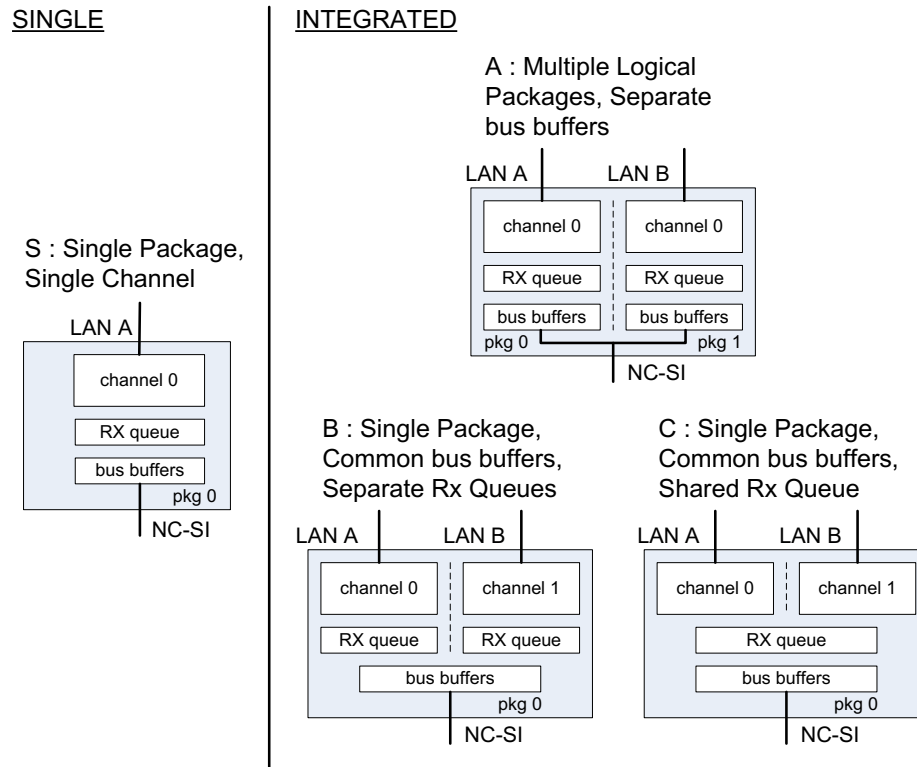 SINGLE
S : Single Package,
Single Channel
LAN A
channel 0
RX queue
bus buffers
pkg 0
NC-SI
INTEGRATED
A : Multiple Logical
Packages, Separate
bus buffers
LAN A LAN B
channel 0 channel 0
RX queue RX queue
bus buffers bus buffers
pkg 0 pkg 1
NC-SI
B : Single Package,
Common bus buffers,
Separate Rx Queues
LAN A LAN B
channel 0 channel 1
RX queue RX queue
bus buffers
pkg 0
NC-SI
C : Single Package,
Common bus buffers,
Shared Rx Queue
LAN A LAN B
channel 0 channel 1
RX queue
bus buffers
pkg 0
NC-SI